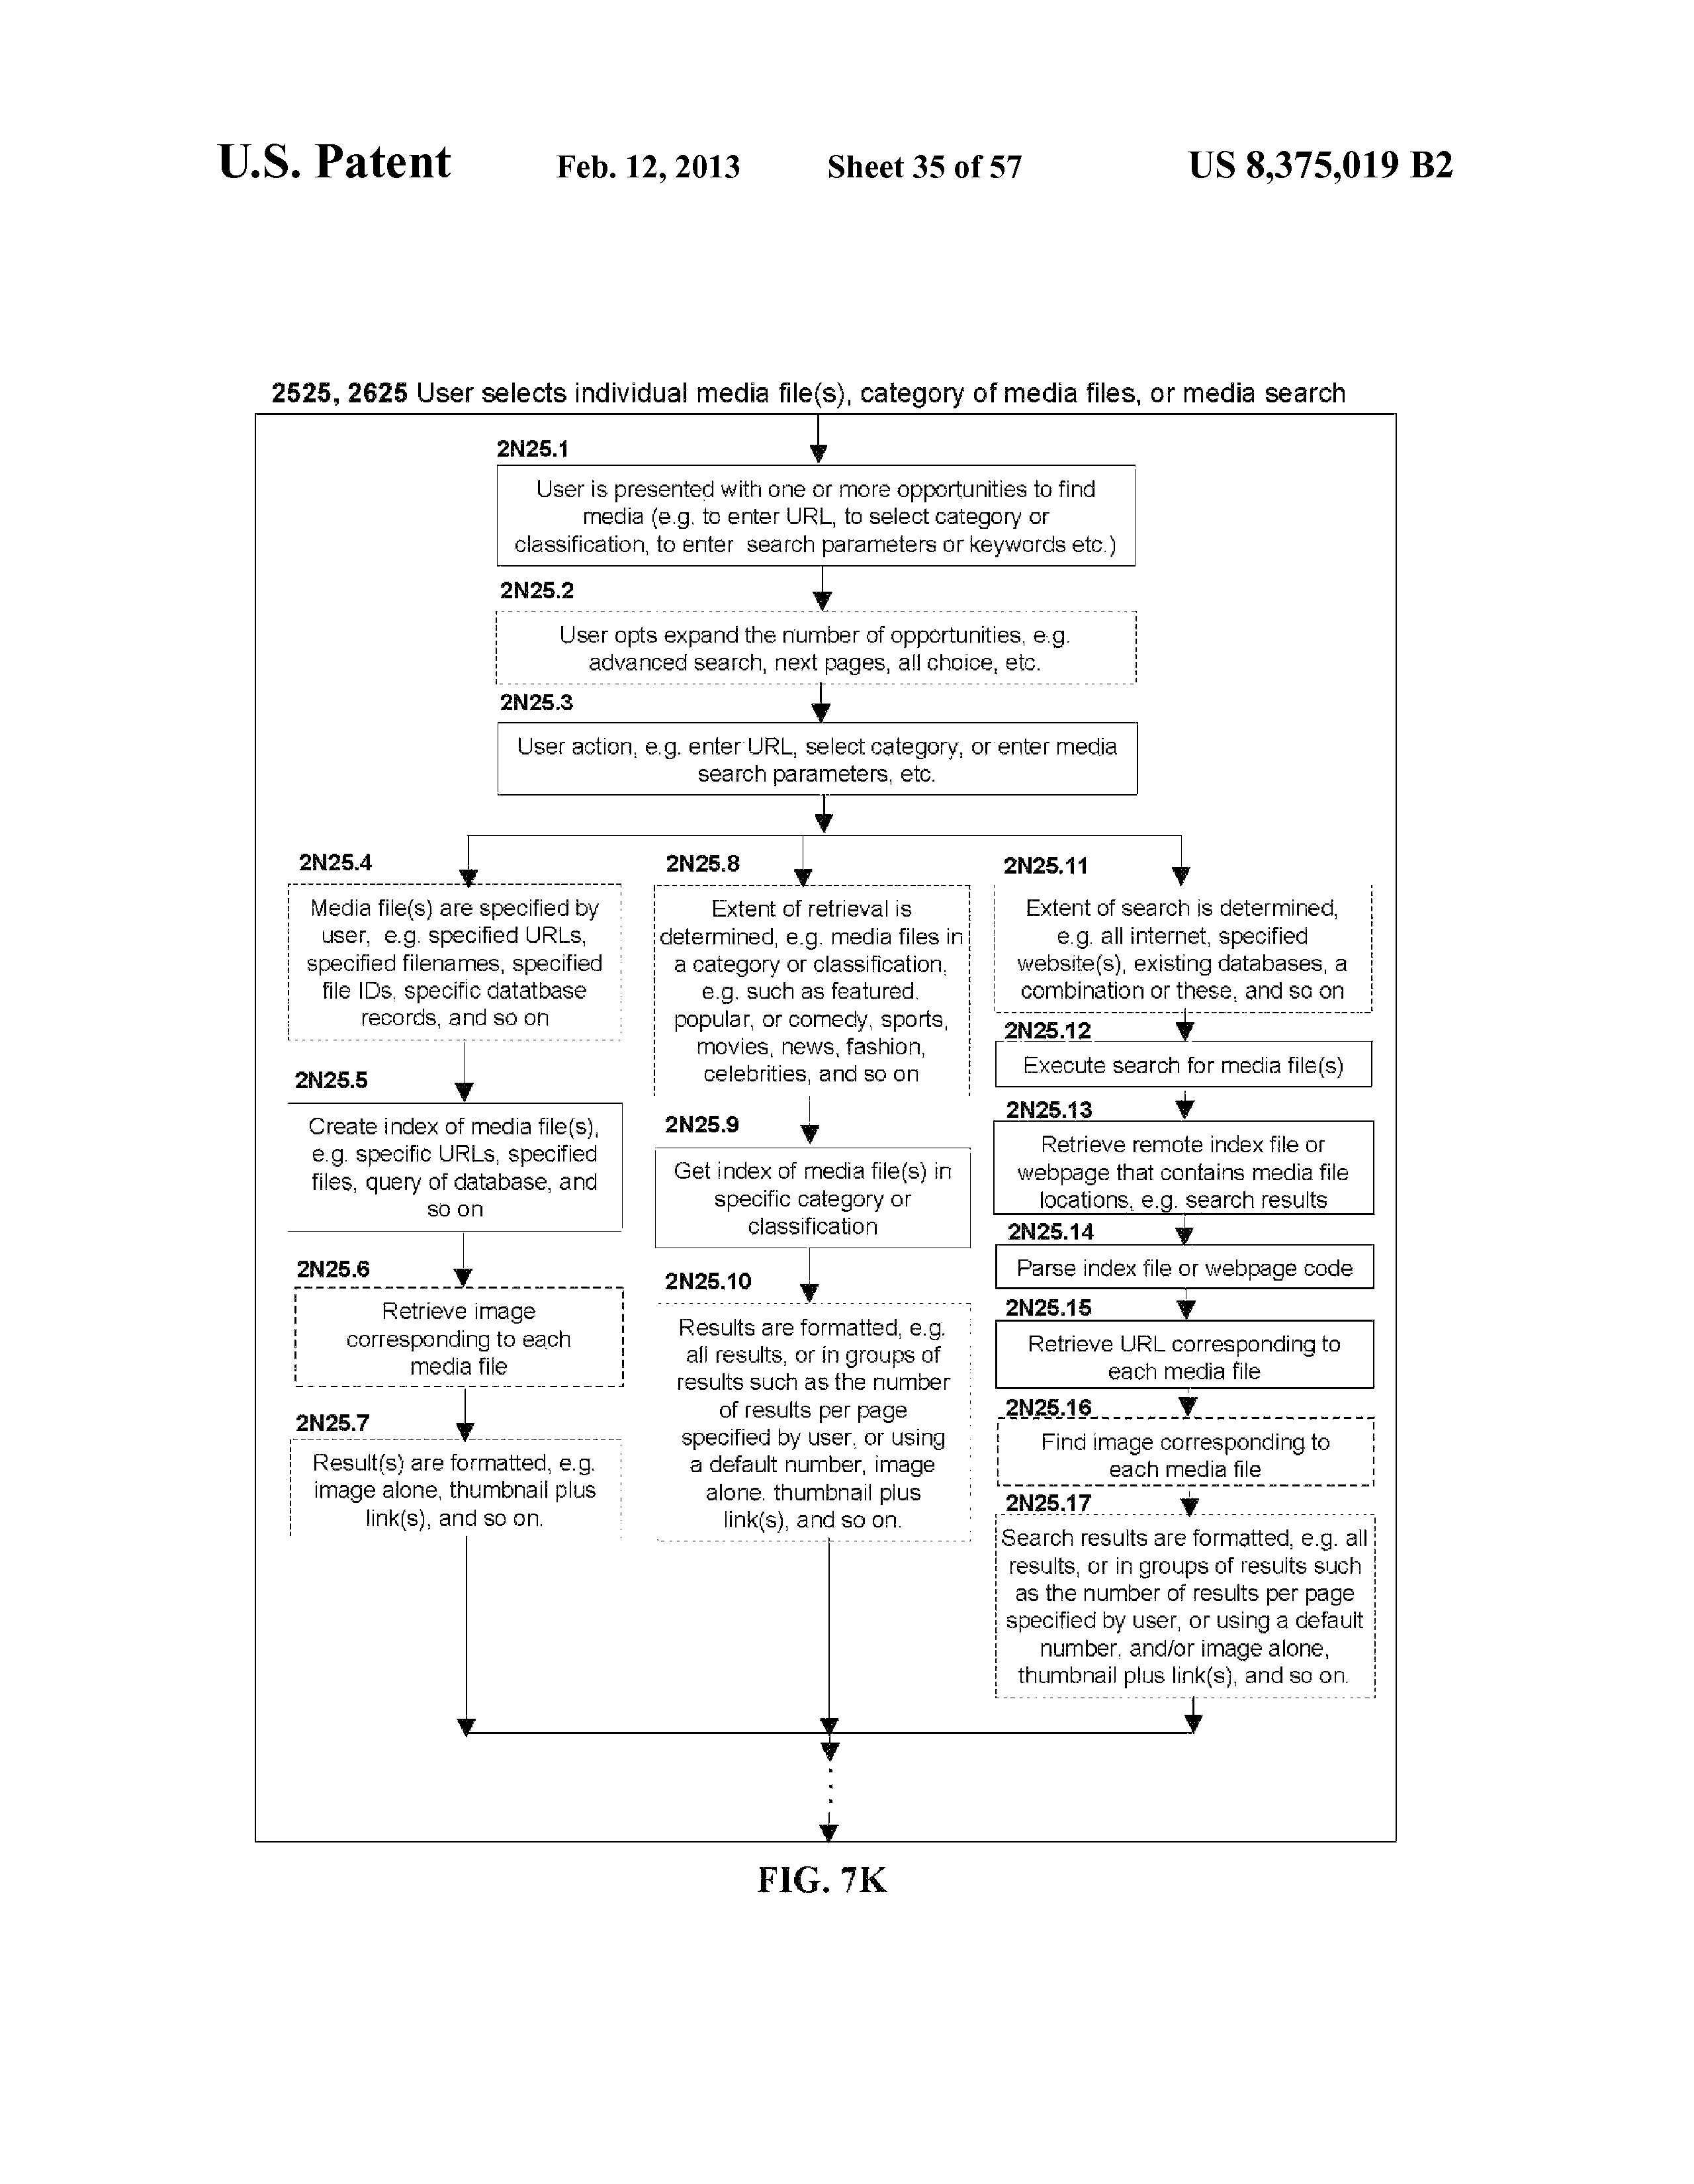 U.S. Patent Feb. 12, 2013 Sheet 35 of 57 US 8,375,019 B2
2525, 2625 User selects individual media file(s), category of media files, or media search
2N25.1
User is presented with one or more opportunities to find
media (e.g. to enter URL, to select category or
classification, to enter search parameters or keywords etc.)
2N25.2
User opts expand the number of opportunities, e.g.
advanced search, next pages, all choice, etc.
2N25.3
User action, e.g. enter URL, select category, or enter media
search parameters, etc.
2N25.4
Media file(s) are specified by
user, e.g. specified URLs,
specified filenames, specified
file IDs, specific datatbase
records, and so on
2N25.5
Create index of media file(s),
e.g. specific URLs, specified
files, query of database, and
so on
2N25.6
Retrieve image
corresponding to each
media file
2N25.7
Result(s) are formatted, e.g.
image alone, thumbnail plus
link(s), and so on.
2N25.8
Extent of retrieval is
determined, e.g. media files in
a category or classification,
e.g. such as featured,
popular, or comedy, sports,
movies, news, fashion,
celebrities, and so on
2N25.9
Get index of media file(s) in
specific category or
classification
2N25.10
Results are formatted, e.g.
all results, or in groups of
results such as the number
of results per page
specified by user, or using
a default number, image
alone, thumbnail plus
link(s), and so on.
2N25.11
Extent of search is determined,
e.g. all internet, specified
website(s), existing databases, a
combination or these, and so on
2N25.12
Execute search for media file(s)
2N25.13
Retrieve remote index file or
webpage that contains media file
locations, e.g. search results
2N25.14
Parse index file or webpage code
2N25.15
Retrieve URL corresponding to
each media file
2N25.16
Find image corresponding to
each media file
2N25.17
Search results are formatted, e.g. all
results, or in groups of results such
as the number of results per page
specified by user, or using a default
number, and/or image alone,
thumbnail plus link(s), and so on.
FIG. 7K